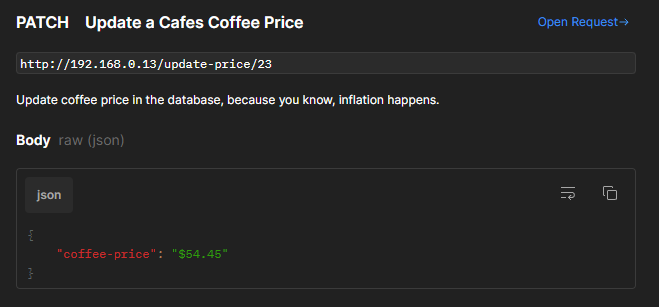 PATCH Update a Cafes Coffee Price
Open Request→
http://192.168.0.13/update-price/23
Update coffee price in the database, because you know, inflation happens.
Body raw (json)
json
{
"coffee-price": "$54.45"
}